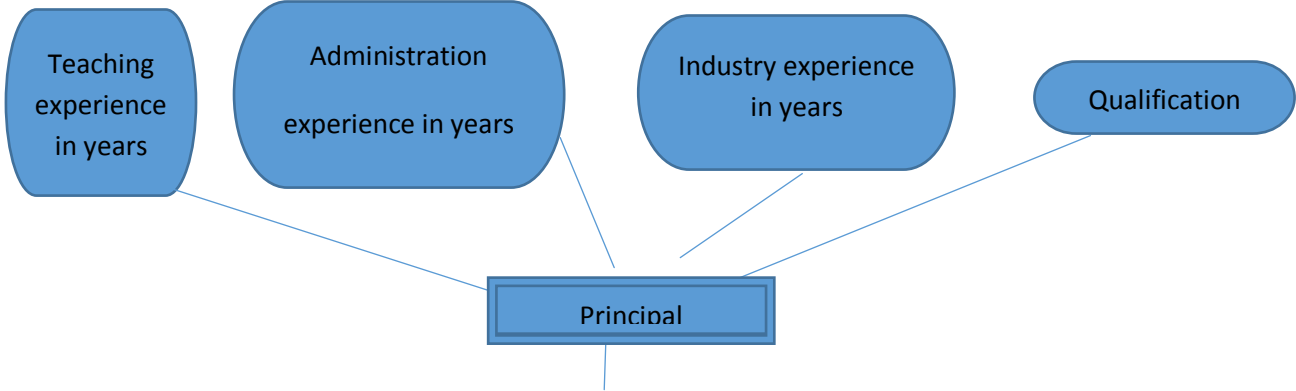 Teaching
experience
in years
Administration
experience in years
Industry experience
in years
Qualification
Principal